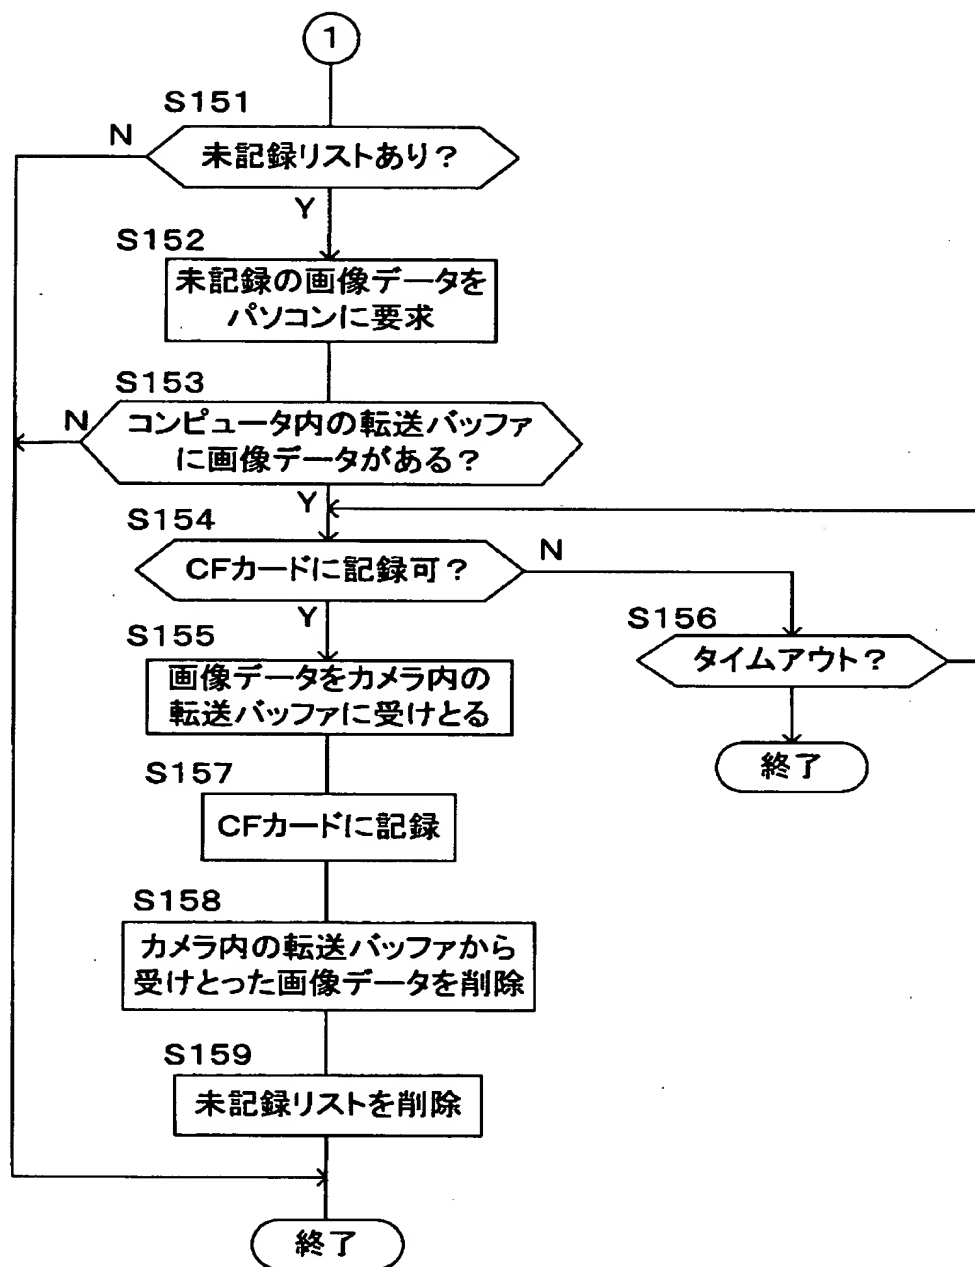 1
S151
N
未記録リストあり?
Y
S152
未記録の画像データを
パソコンに要求
S153
N
コンピュータ内の転送バッファ
に画像データがある?
Y
S154
CFカードに記録可?
N
Y
S155
S156
画像データをカメラ内の
転送バッファに受けとる
タイムアウト?
終了
S157
CFカードに記録
S158
カメラ内の転送バッファから
受けとった画像データを削除
S159
未記録リストを削除
終了